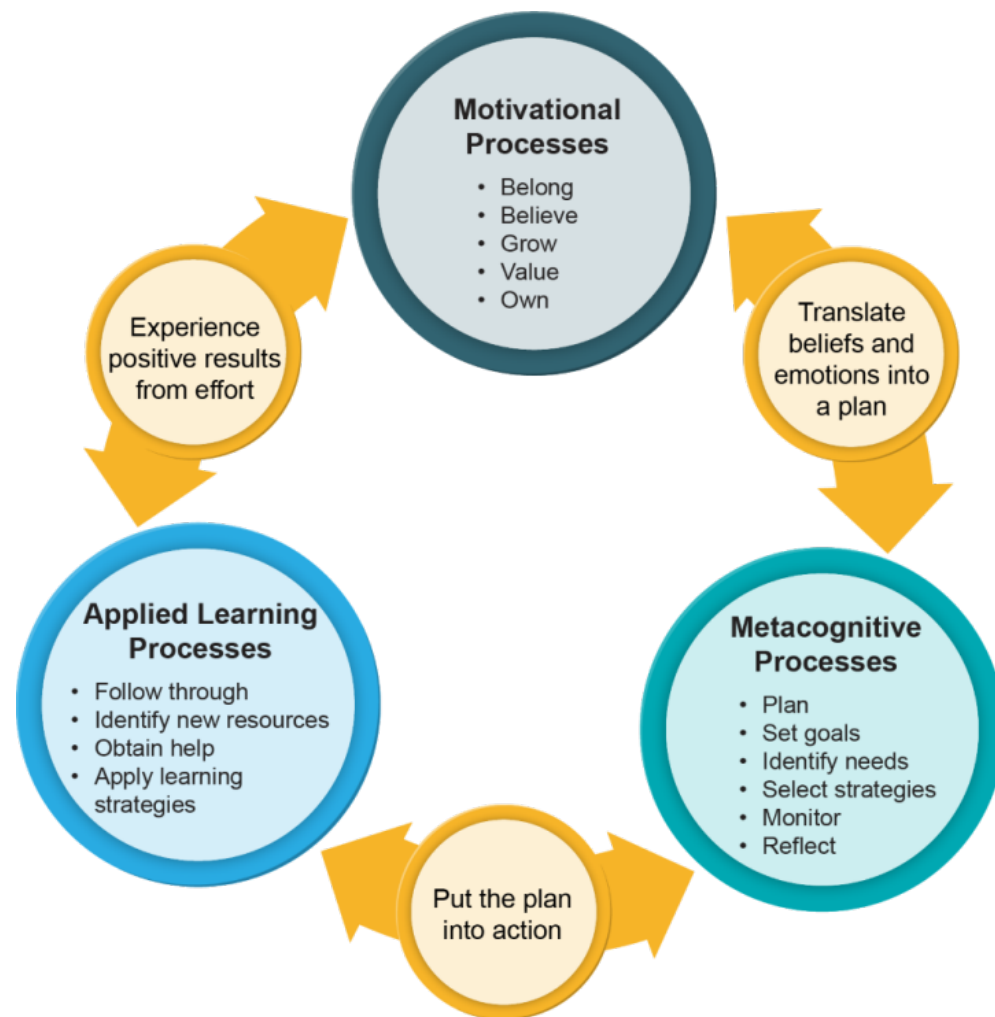 Motivational
Processes
• Belong
• Believe
• Grow
• Value
• Own
Experience
positive results
from effort
Translate
beliefs and
emotions into
a plan
Applied Learning
Processes
• Follow through
• Identify new resources
• Obtain help
• Apply learning
strategies
Metacognitive
Processes
• Plan
• Set goals
• Identify needs
• Select strategies
• Monitor
• Reflect
Put the plan
into action